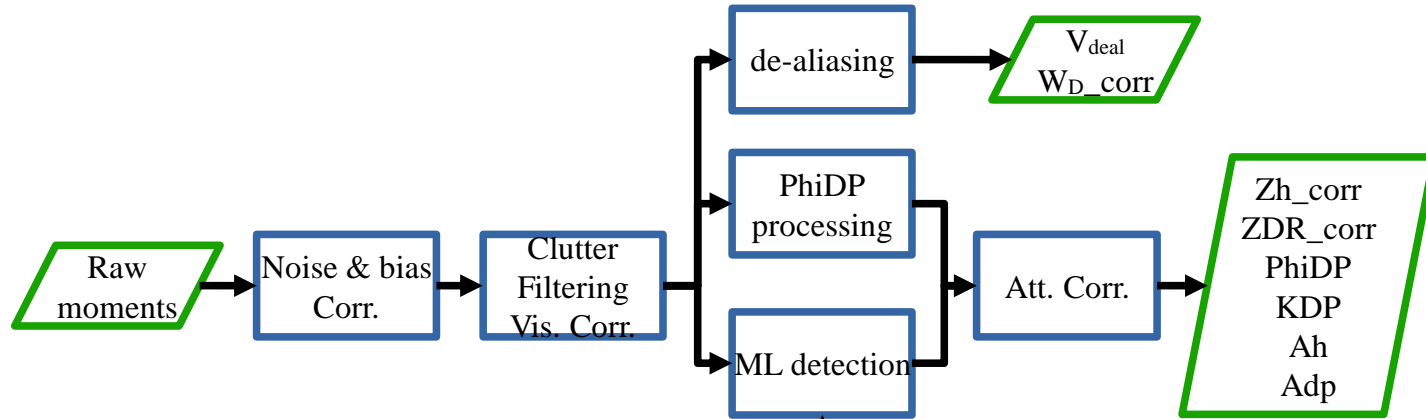 Raw
moments
Noise & bias
Corr.
Clutter
Filtering
Vis. Corr.
de-aliasing
Vdeal
WD_corr
PhiDP
processing
ML detection
Att. Corr.
Zh_corr
ZDR_corr
PhiDP
KDP
Ah
Adp